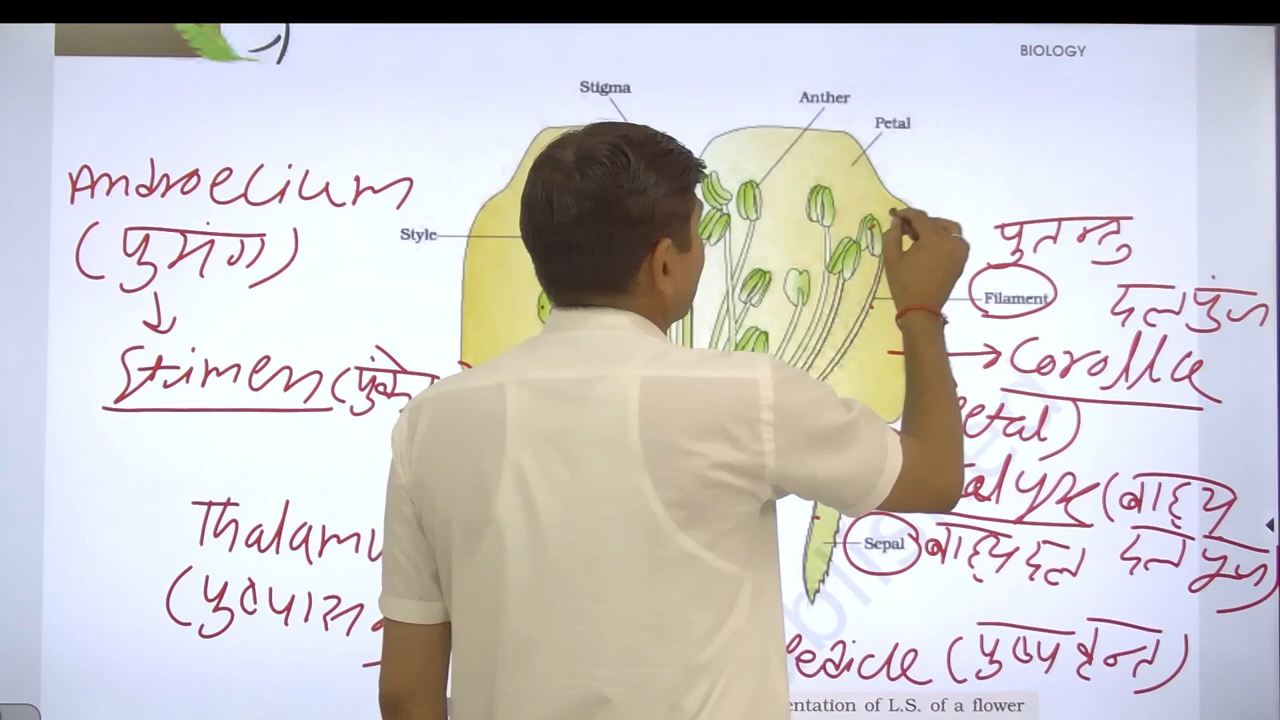 BIOLOGY
Stigma
Anther
Petal
Androecium
(पुमंग)
Style
पुतन्तु
Filament
दलपुंज
Corolla
Stimen (पुंके
etal)
alyx (बाह्य
दल पुंज)
Thalamu
Sepal
बाह्य दल
(पुष्पास
edicle (पुष्पवृन्त)
entation of L.S. of a flower